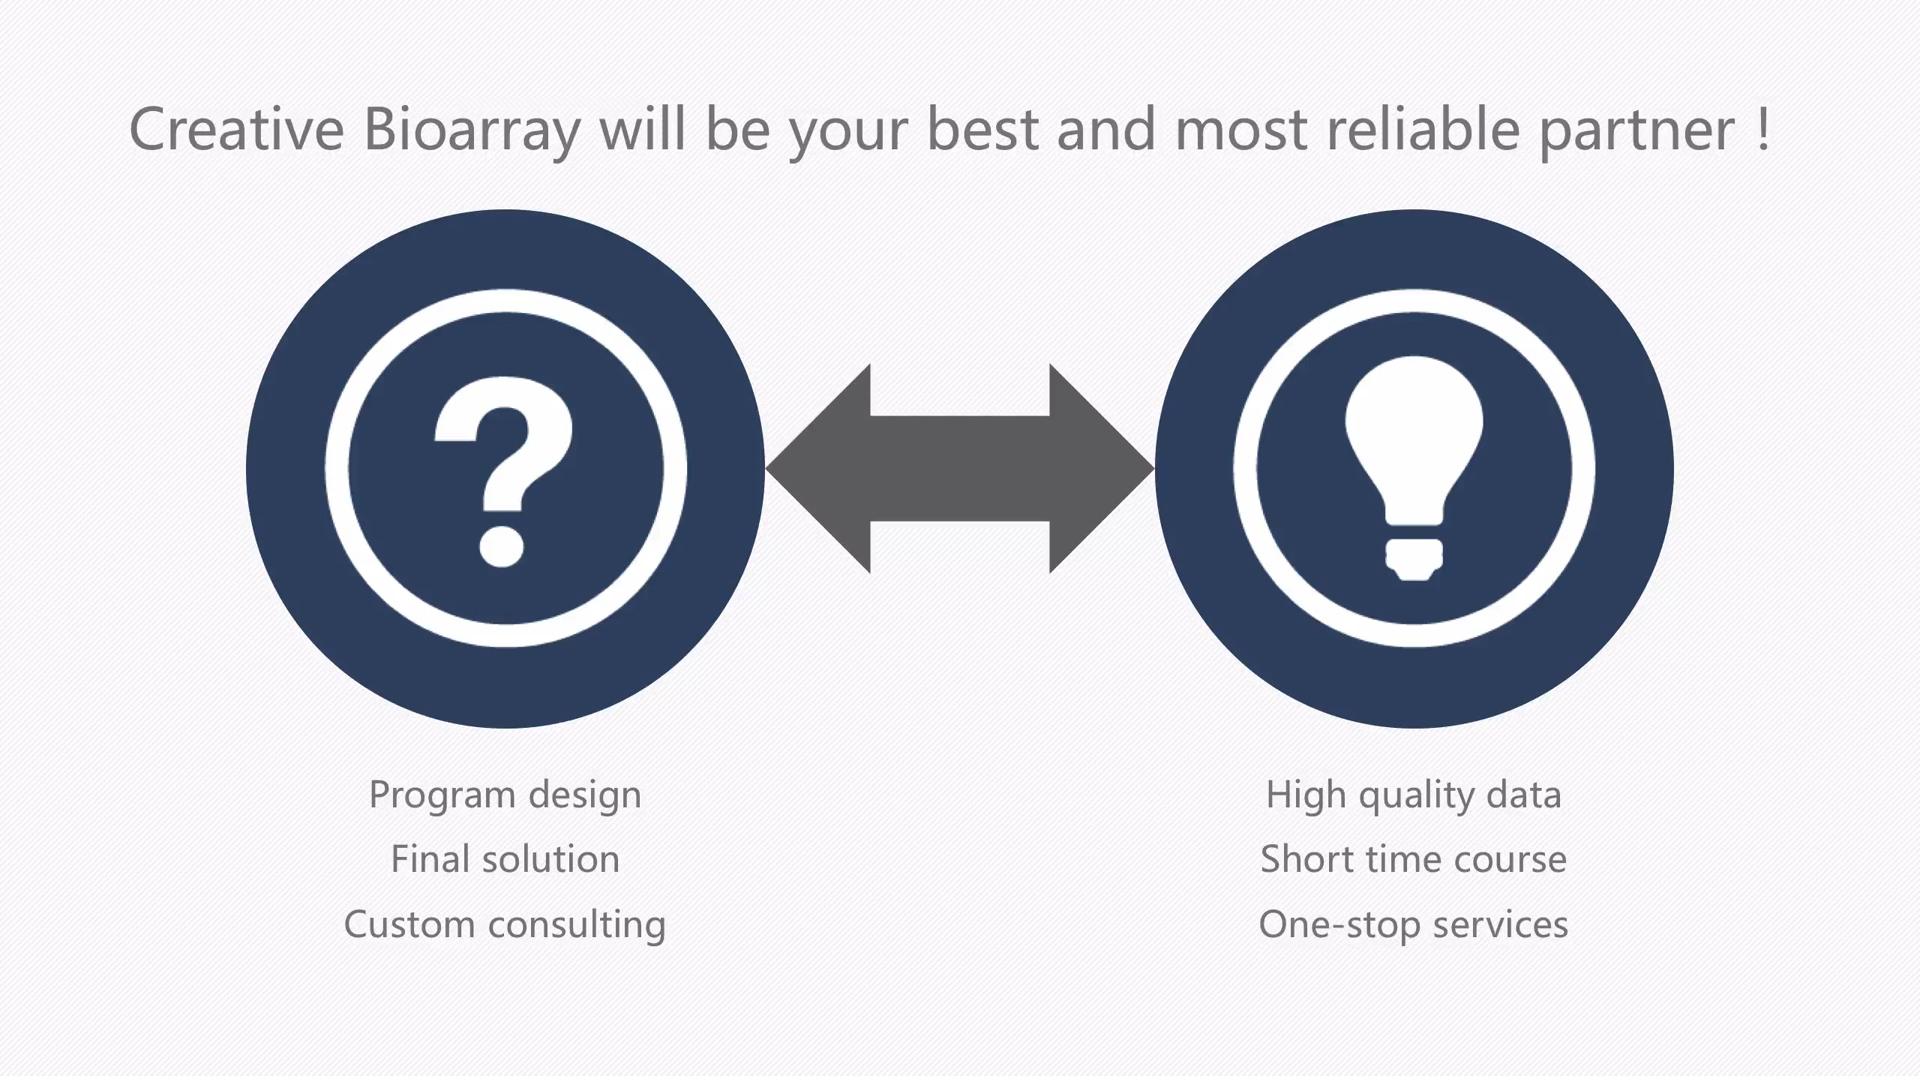 Creative Bioarray will be your best and most reliable partner !
Program design
Final solution
Custom consulting
High quality data
Short time course
One-stop services